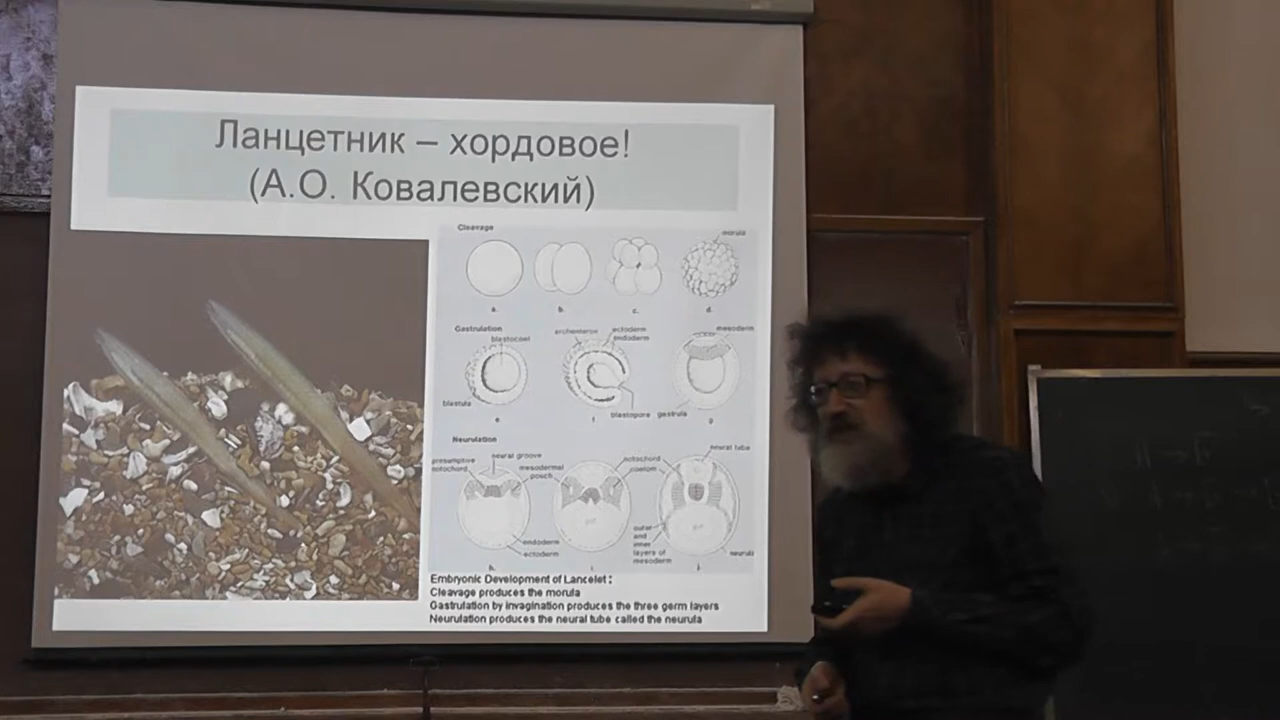 Ланцетник – хордовое!
(А.О. Ковалевский)
Cleavage
morula
a.
b.
c.
d.
Gastrulation
blastocoel
archenteron
ectoderm
endoderm
mesoderm
blastula
blastopore
gastrula
e
f
g
Neurulation
presumptive
notochord
neural groove
mesodermal
pouch
notochord
coelom
neural tube
gut
gut
endoderm
ectoderm
outer
and
inner
layers of
mesoderm
neurula
h.
i.
Embryonic Development of Lancelet :
Cleavage produces the morula
Gastrulation by invagination produces the three germ layers
Neurulation produces the neural tube called the neurula